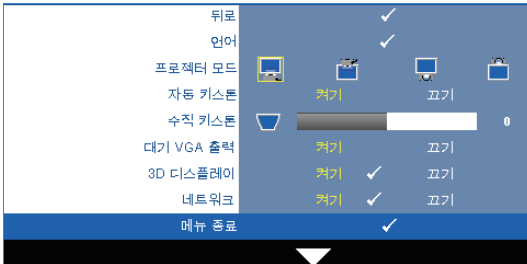 뒤로
언어
프로젝터 모드
자동 키스톤 켜기 끄기
수직 키스톤 0
대기 VGA 출력 켜기 끄기
3D 디스플레이 켜기 끄기
네트워크 켜기 끄기
메뉴 종료